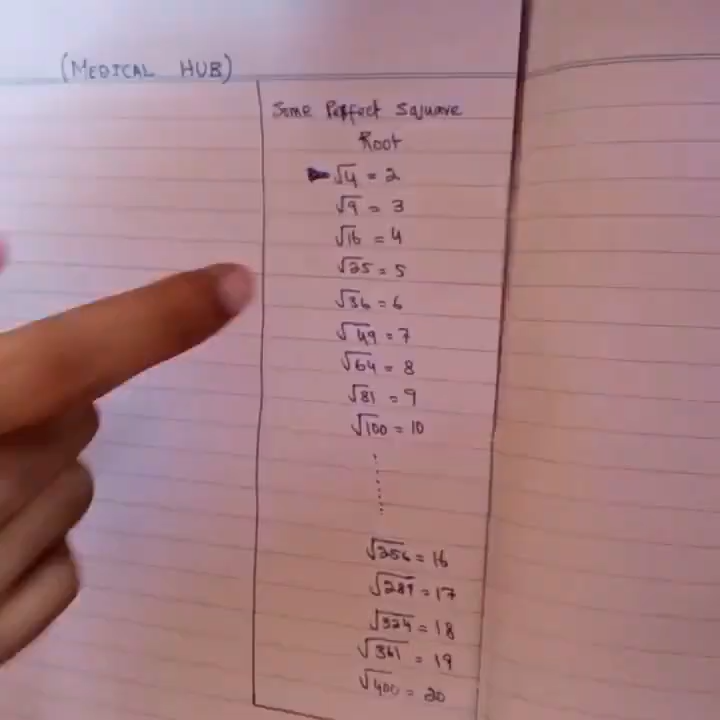 (MEDICAL HUB)
Some Perfect Sqjuare
Root
√4 = 2
√9 = 3
√16 = 4
√25 = 5
√36 = 6
√49 = 7
√64 = 8
√81 = 9
√100 = 10
.......
√256 = 16
√289 = 17
√324 = 18
√361 = 19
√400 = 20